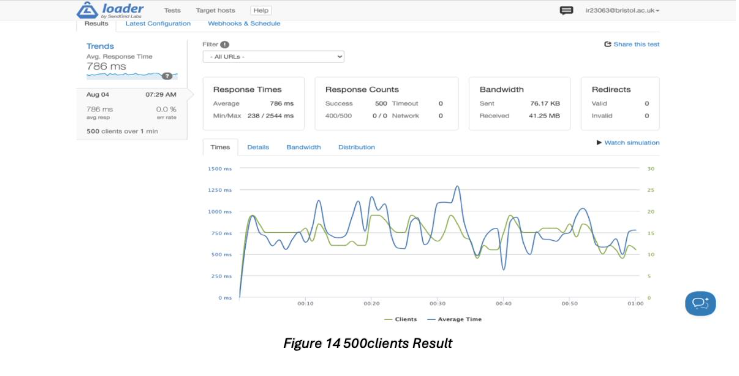 loader
by SendGrid Labs
Tests Target hosts Help
ir23063@bristol.ac.uk
Results Latest Configuration Webhooks & Schedule
Trends
Avg. Response Time
786 ms
7
Aug 04 07:29 AM
786 ms 0.0 %
avg resp err rate
500 clients over 1 min
Filter
- All URLs -
Share this test
Response Times
Average 786 ms
Min/Max 238 / 2544 ms
Response Counts
Success 500 Timeout 0
400/500 0 / 0 Network 0
Bandwidth
Sent 76.17 KB
Received 41.25 MB
Redirects
Valid 0
Invalid 0
Times Details Bandwidth Distribution
Watch simulation
1500 ms 30
1250 ms 25
1000 ms 20
750 ms 15
500 ms 10
250 ms 5
0 ms 0
00:10 00:20 00:30 00:40 00:50 01:00
Clients Average Time
Figure 14 500clients Result